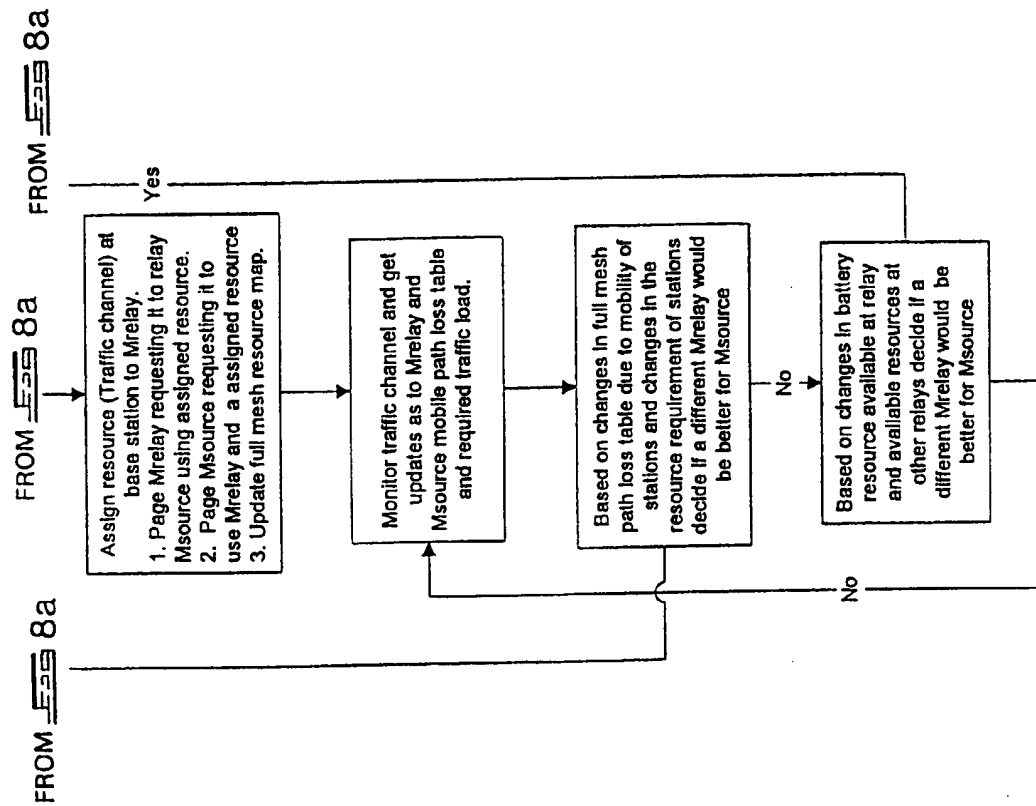 FROM Fig 8a
FROM Fig 8a
FROM Fig 8a
Assign resource (Traffic channel) at
base station to Mrelay.
1. Page Mrelay requesting it to relay
Msource using assigned resource.
2. Page Msource requesting it to
use Mrelay and a assigned resource
3. Update full mesh resource map.
Yes
Monitor traffic channel and get
updates as to Mrelay and
Msource mobile path loss table
and required traffic load.
Based on changes in full mesh
path loss table due to mobility of
stations and changes in the
resource requirement of stations
decide if a different Mrelay would
be better for Msource
No
No
Based on changes in battery
resource available at relay
and available resources at
other relays decide if a
different Mrelay would be
better for Msource